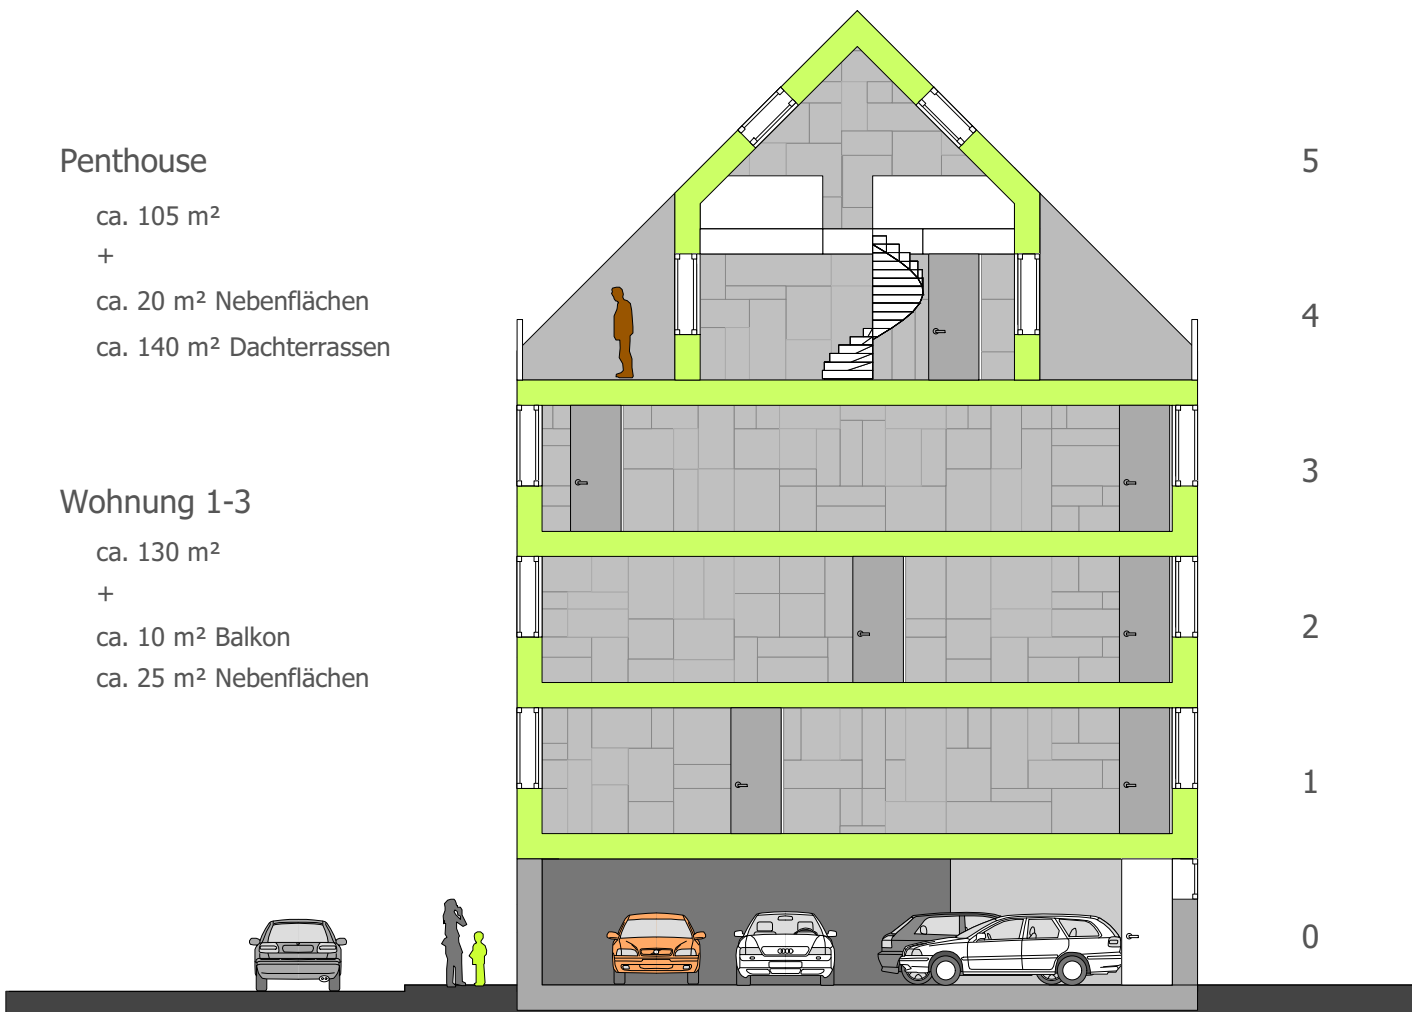 Penthouse
ca. 105 m²
+
ca. 20 m² Nebenflächen
ca. 140 m² Dachterrassen
Wohnung 1-3
ca. 130 m²
+
ca. 10 m² Balkon
ca. 25 m² Nebenflächen
5
4
3
2
1
0